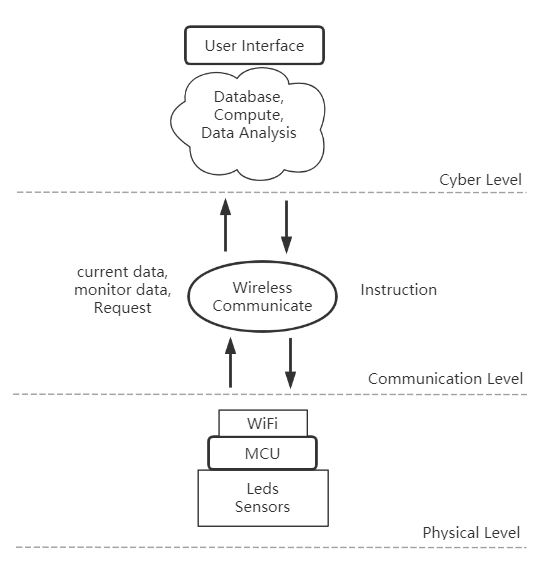 User Interface
Database,
Compute,
Data Analysis
Cyber Level
current data,
monitor data,
Request
Wireless
Communicate
Instruction
Communication Level
WiFi
MCU
Leds
Sensors
Physical Level